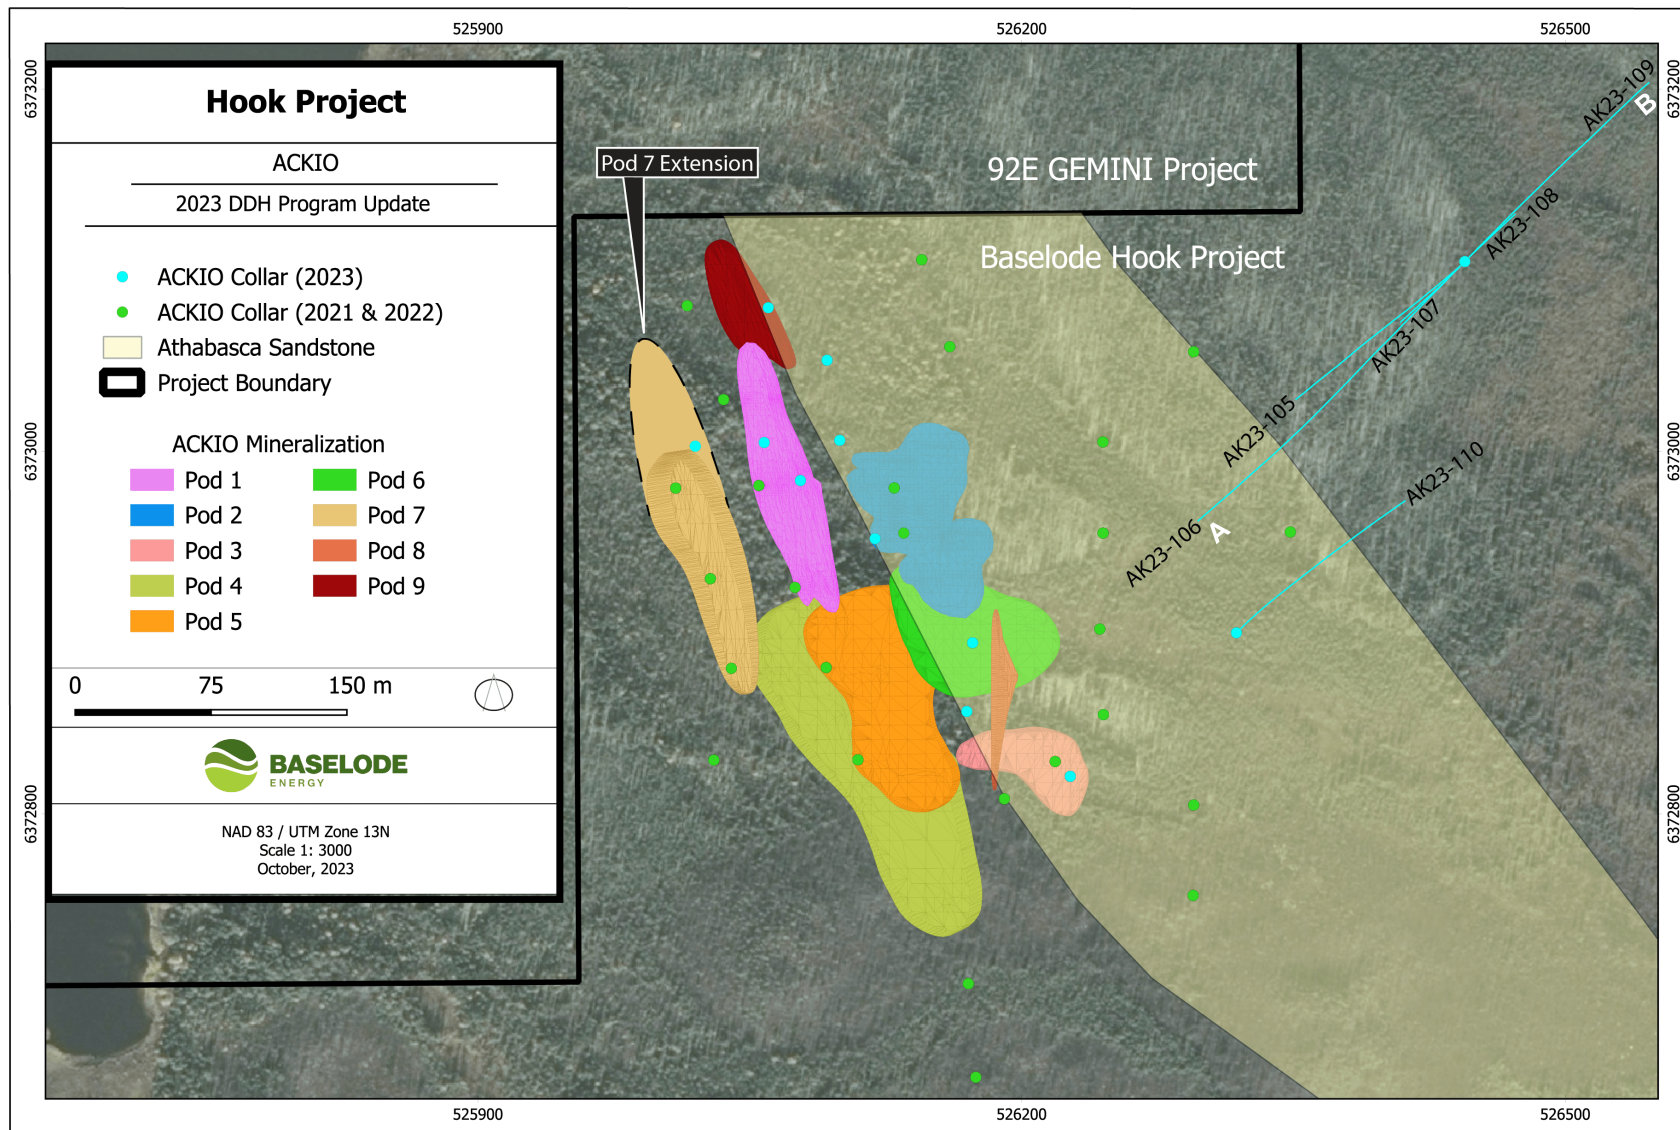 525900
526200
526500
6373200
6373200
Hook Project
ACKIO
2023 DDH Program Update
ACKIO Collar (2023)
ACKIO Collar (2021 & 2022)
Athabasca Sandstone
Project Boundary
ACKIO Mineralization
Pod 1
Pod 6
Pod 2
Pod 7
Pod 3
Pod 8
Pod 4
Pod 9
Pod 5
0
75
150 m
BASELODE
ENERGY
NAD 83 / UTM Zone 13N
Scale 1: 3000
October, 2023
Pod 7 Extension
92E GEMINI Project
Baselode Hook Project
AK23-109
B
AK23-108
AK23-107
AK23-105
AK23-110
AK23-106
A
6373000
6373000
6372800
6372800
525900
526200
526500